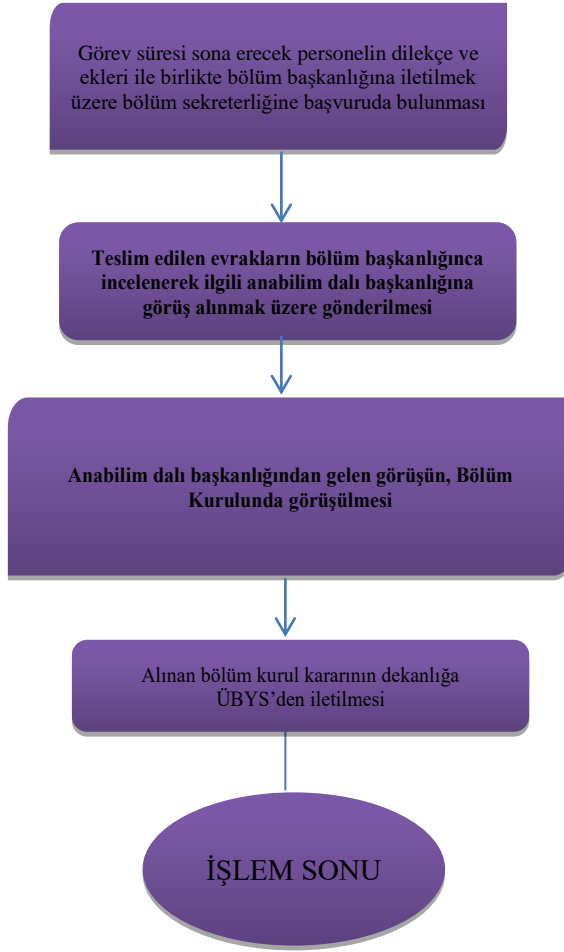 Görev süresi sona erecek personelin dilekçe ve
ekleri ile birlikte bölüm başkanlığına iletilmek
üzere bölüm sekreterliğine başvuruda bulunması
Teslim edilen evrakların bölüm başkanlığınca
incelenerek ilgili anabilim dalı başkanlığına
görüş alınmak üzere gönderilmesi
Anabilim dalı başkanlığından gelen görüşün, Bölüm
Kurulunda görüşülmesi
Alınan bölüm kurul kararının dekanlığa
ÜBYS’den iletilmesi
İŞLEM SONU